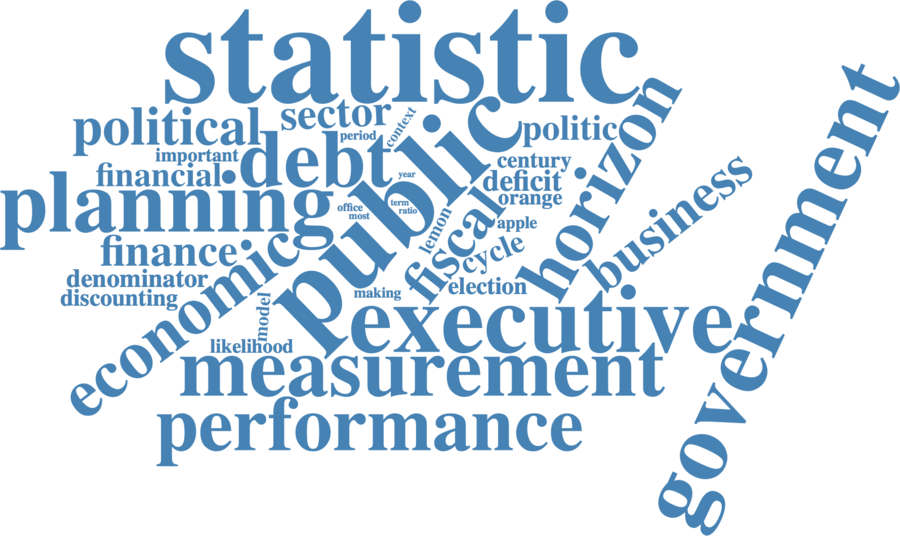 statistic
public
government
horizon
sector
political
politic
period
context
debt
important
financial
century
deficit
year
planning
orange
business
term
ratio
office
most
fiscal
apple
lemon
finance
cycle
economic
denominator
election
discounting
making
model
executive
likelihood
measurement
performance